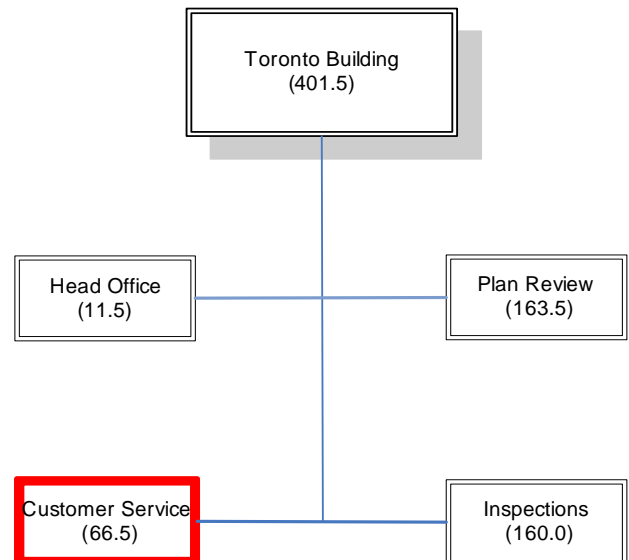 Toronto Building
(401.5)
Head Office
(11.5)
Plan Review
(163.5)
Customer Service
(66.5)
Inspections
(160.0)